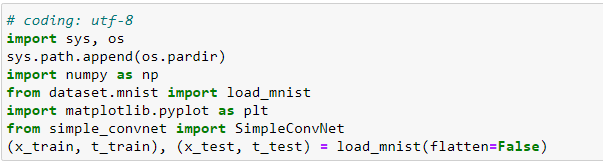 # coding: utf-8
import sys, os
sys.path.append(os.pardir)
import numpy as np
from dataset.mnist import load_mnist
import matplotlib.pyplot as plt
from simple_convnet import SimpleConvNet
(x_train, t_train), (x_test, t_test) = load_mnist(flatten=False)